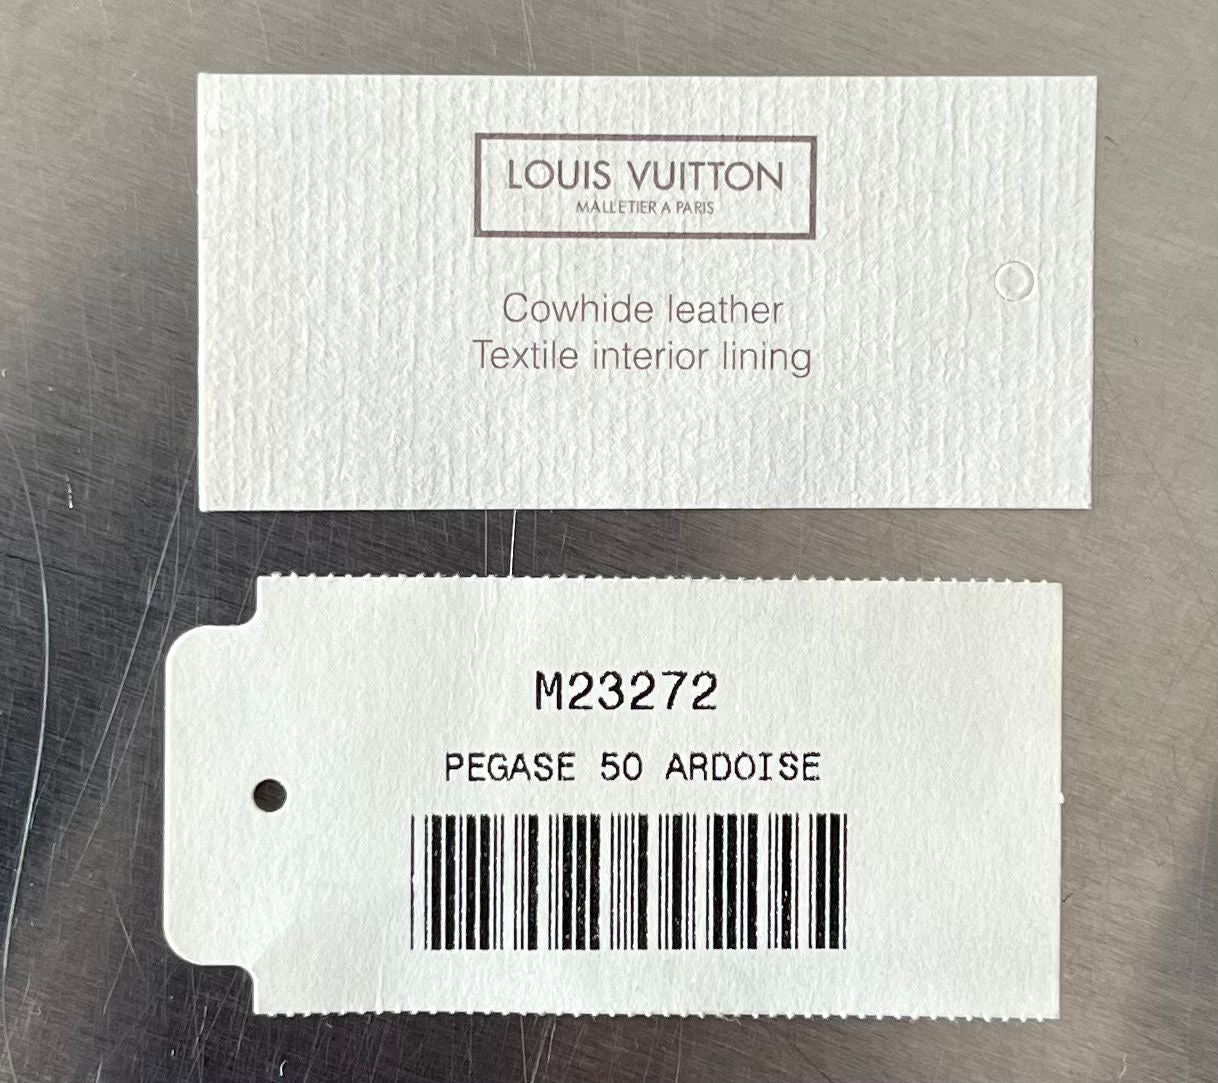 LOUIS VUITTON
MALLETIER A PARIS
Cowhide leather
Textile interior lining
M23272
PEGASE 50 ARDOISE